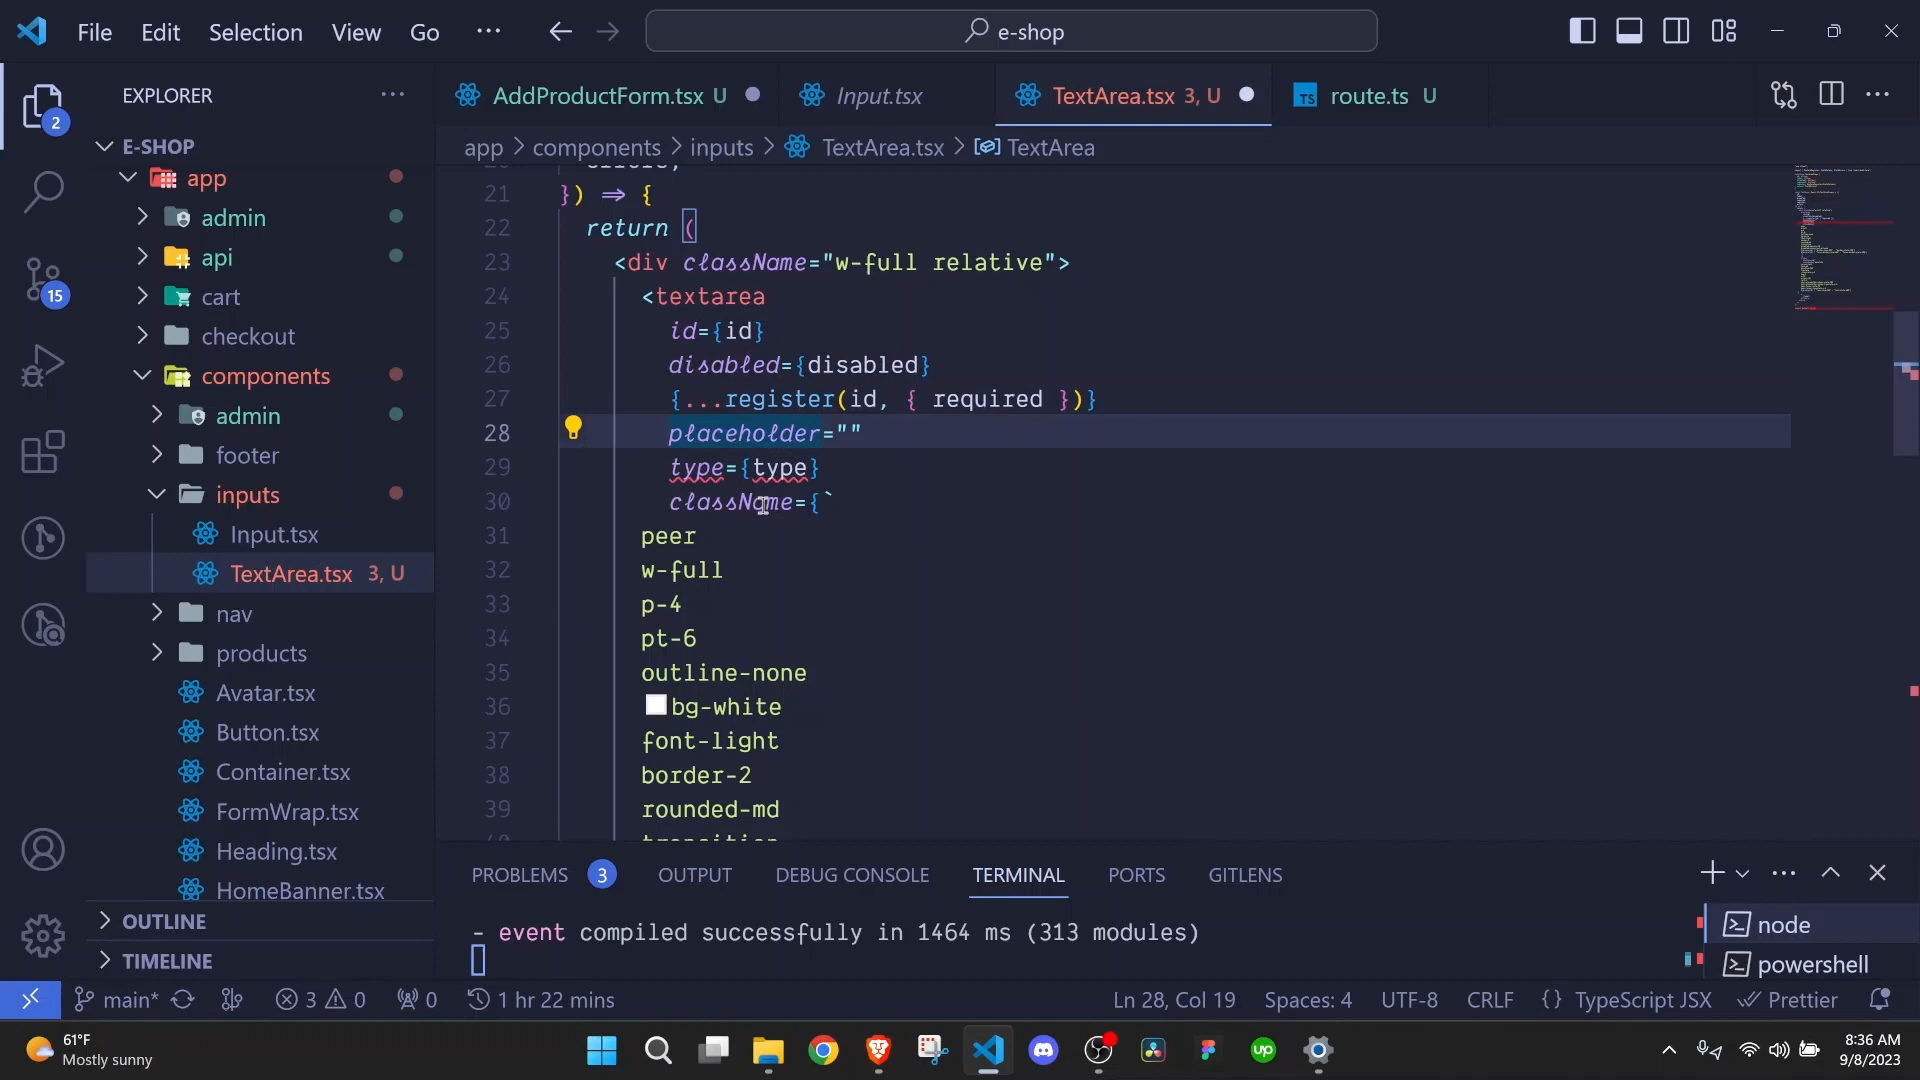 File Edit Selection View Go ···
e-shop
EXPLORER ···
AddProductForm.tsx U
Input.tsx
TextArea.tsx 3, U
TS route.ts U
···
E-SHOP
app > components > inputs > TextArea.tsx > TextArea
app
admin
api
cart
checkout
components
admin
footer
inputs
Input.tsx
TextArea.tsx 3, U
nav
products
Avatar.tsx
Button.tsx
Container.tsx
FormWrap.tsx
Heading.tsx
HomeBanner.tsx
OUTLINE
TIMELINE
2
15
21 }) => {
22 return (
23 <div className="w-full relative">
24 <textarea
25 id={id}
26 disabled={disabled}
27 {...register(id, { required })}
28 placeholder=""
29 type={type}
30 className={`
31 peer
32 w-full
33 p-4
34 pt-6
35 outline-none
36 bg-white
37 font-light
38 border-2
39 rounded-md
PROBLEMS 3 OUTPUT DEBUG CONSOLE TERMINAL PORTS GITLENS
- event compiled successfully in 1464 ms (313 modules)
node
powershell
main* 3 0 0 1 hr 22 mins
Ln 28, Col 19 Spaces: 4 UTF-8 CRLF {} TypeScript JSX Prettier
61°F
Mostly sunny
up
8:36 AM
9/8/2023